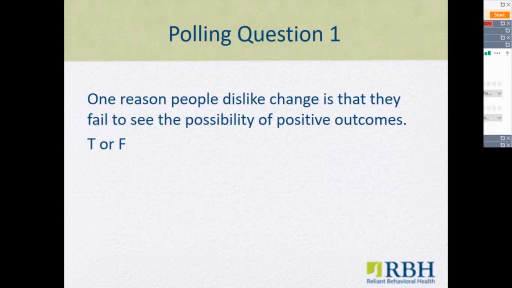 Polling Question 1
One reason people dislike change is that they
fail to see the possibility of positive outcomes.
T or F
RBH
Reliant Behavioral Health
Start